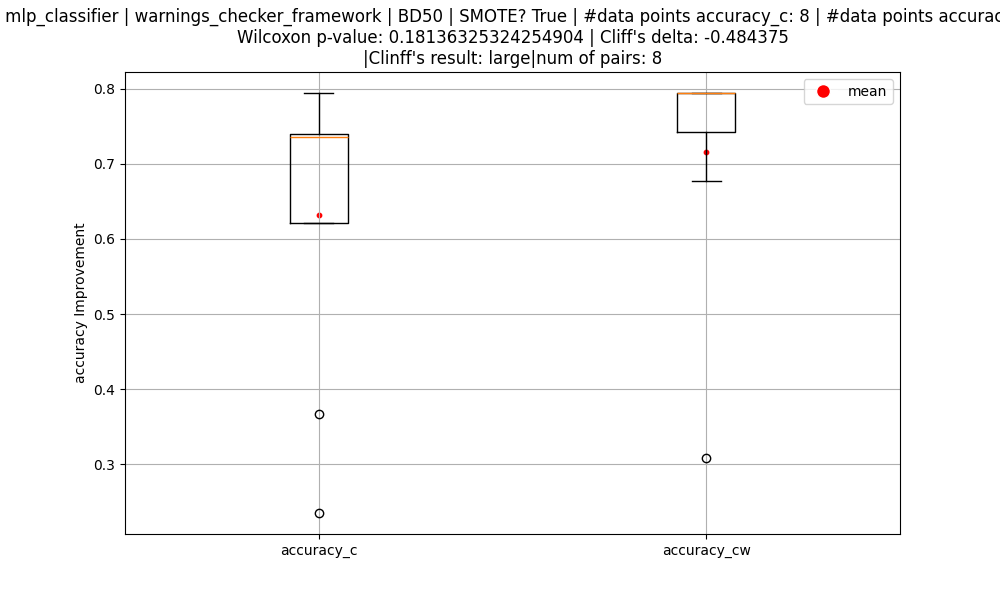 mlp_classifier | warnings_checker_framework | BD50 | SMOTE? True | #data points accuracy_c: 8 | #data points
Wilcoxon p-value: 0.18136325324254904 | Cliff's delta: -0.484375
|Clinff's result: large|num of pairs: 8
mean
0.8
0.7
0.6
0.5
0.4
0.3
accuracy Improvement
accuracy_c
accuracy_cw